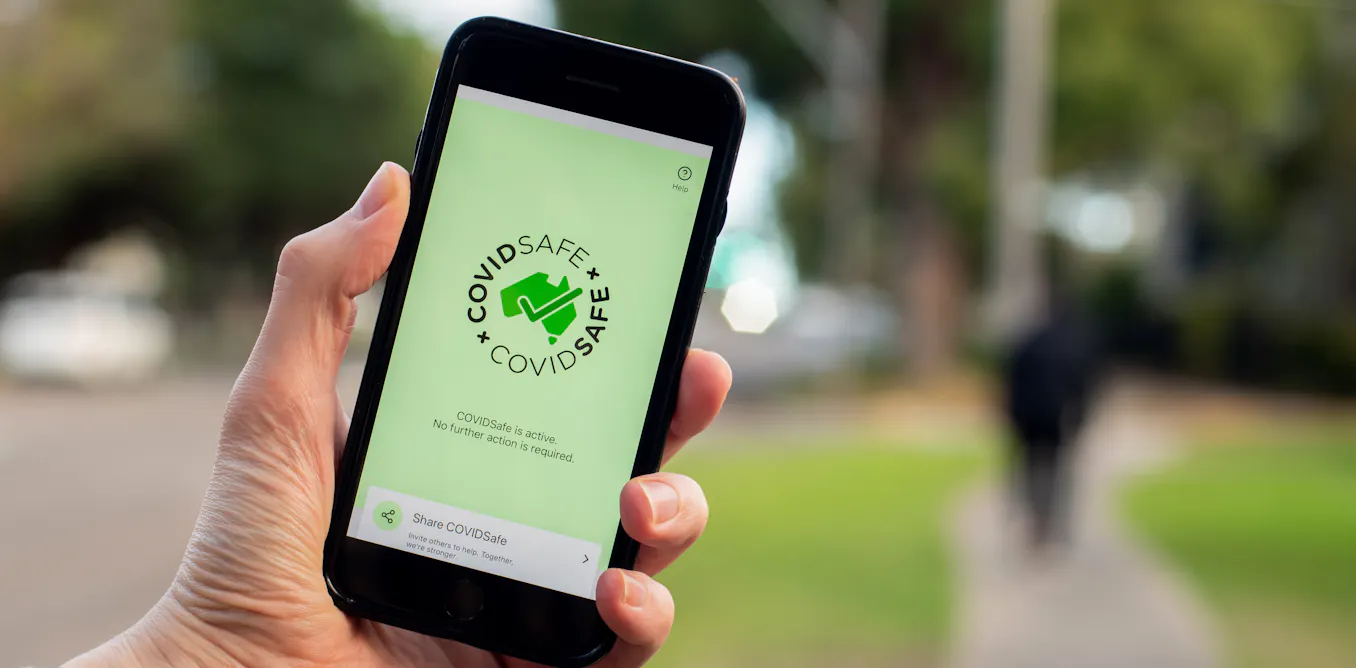 Help
COVIDSAFE +
COVIDSAFE +
COVIDSafe is active.
No further action is required.
Share COVIDSafe
Invite others to help. Together,
we're stronger.